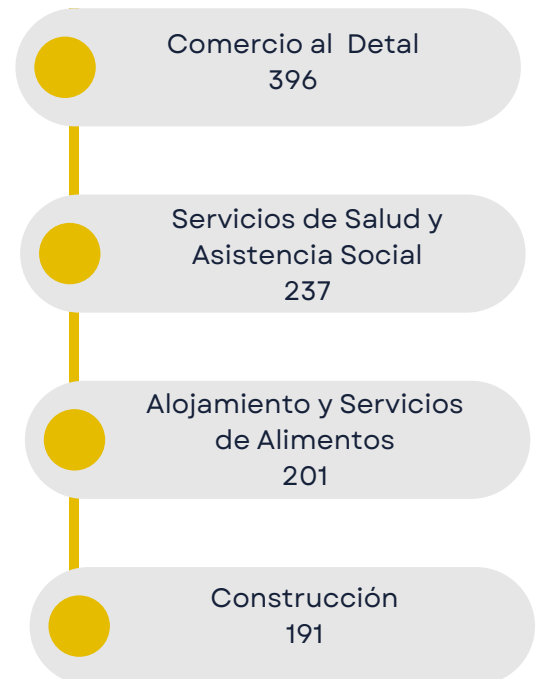 Comercio al Detal
396
Servicios de Salud y
Asistencia Social
237
Alojamiento y Servicios
de Alimentos
201
Construcción
191